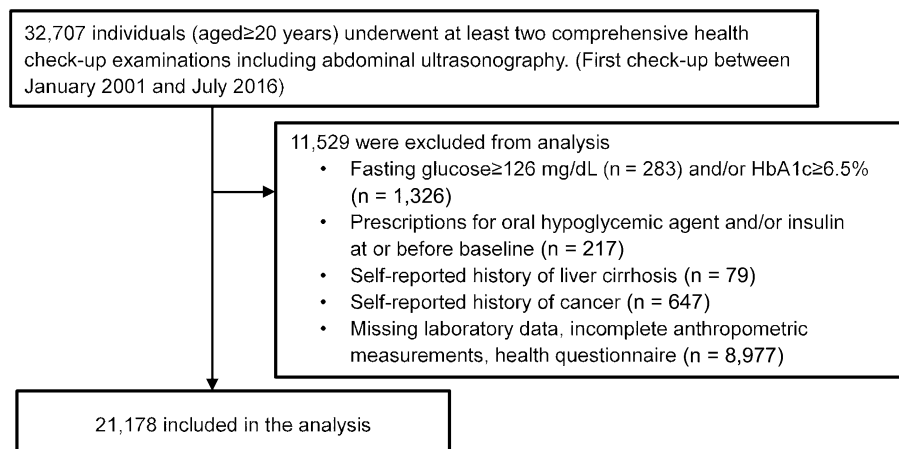 32,707 individuals (aged≥20 years) underwent at least two comprehensive health
check-up examinations including abdominal ultrasonography. (First check-up between
January 2001 and July 2016)
11,529 were excluded from analysis
• Fasting glucose≥126 mg/dL (n = 283) and/or HbA1c≥6.5%
(n = 1,326)
• Prescriptions for oral hypoglycemic agent and/or insulin
at or before baseline (n = 217)
• Self-reported history of liver cirrhosis (n = 79)
• Self-reported history of cancer (n = 647)
• Missing laboratory data, incomplete anthropometric
measurements, health questionnaire (n = 8,977)
21,178 included in the analysis